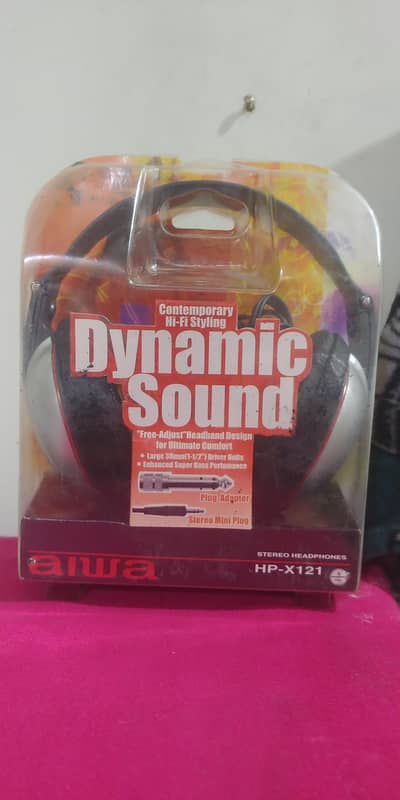 Contemporary
Hi-Fi Styling
Dynamic
Sound
"Free-Adjust" Headband Design
for Ultimate Comfort
• Large 38mm(1-1/2") Driver Units
• Enhanced Super Bass Perfomance
Plug Adapter
Stereo Mini Plug
STEREO HEADPHONES
aiwa
HP-X121